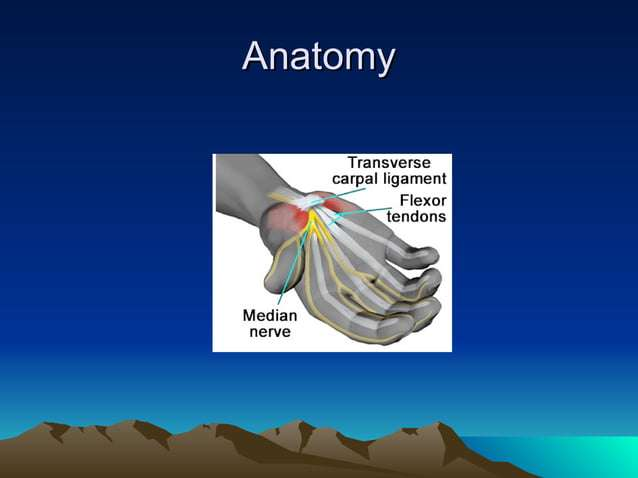 Anatomy
Transverse
carpal ligament
Flexor
tendons
Median
nerve